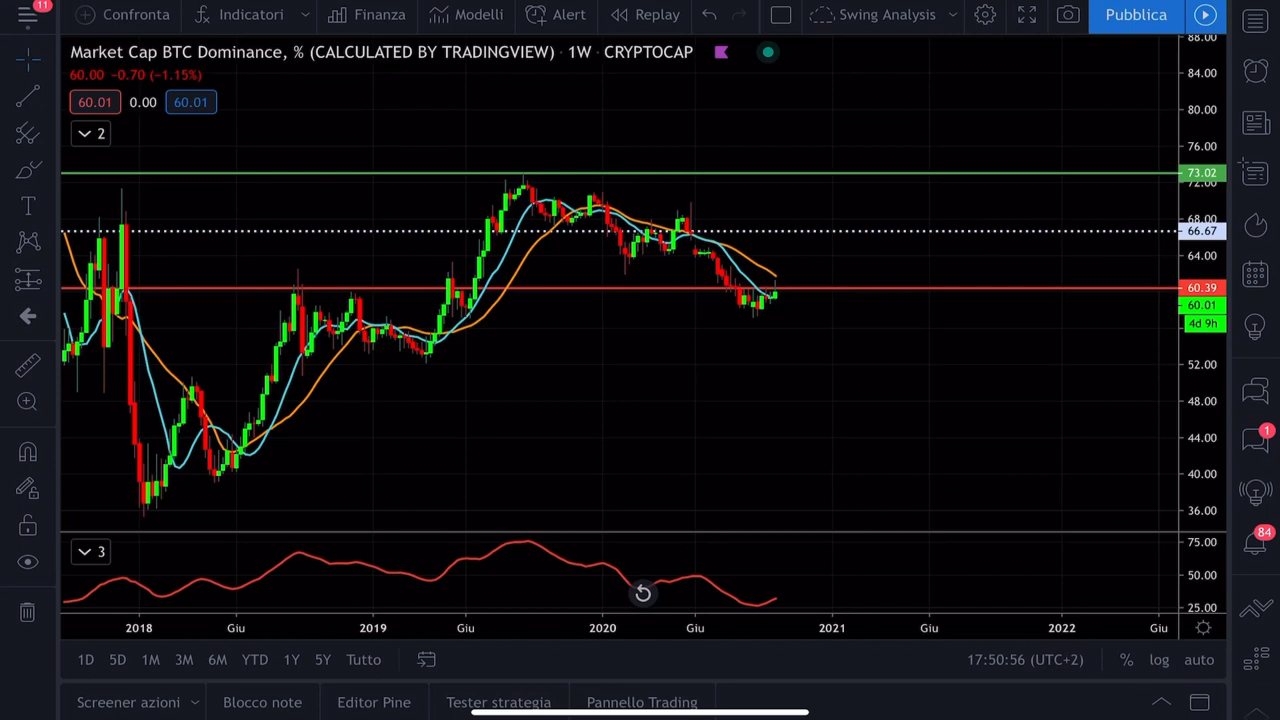 11
Confronta
Indicatori
Finanza
Modelli
Alert
Replay
Swing Analysis
Pubblica
Market Cap BTC Dominance, % (CALCULATED BY TRADINGVIEW) · 1W · CRYPTOCAP
60.00 −0.70 (−1.15%)
60.01 0.00 60.01
2
88.00
84.00
80.00
76.00
73.02
72.00
68.00
66.67
64.00
60.39
60.01
4d 9h
52.00
48.00
44.00
40.00
36.00
3
75.00
50.00
25.00
2018 Giu 2019 Giu 2020 Giu 2021 Giu 2022 Giu
1D 5D 1M 3M 6M YTD 1Y 5Y Tutto
17:50:56 (UTC+2) % log auto
Screener azioni Blocco note Editor Pine Tester strategia Pannello Trading
1
84